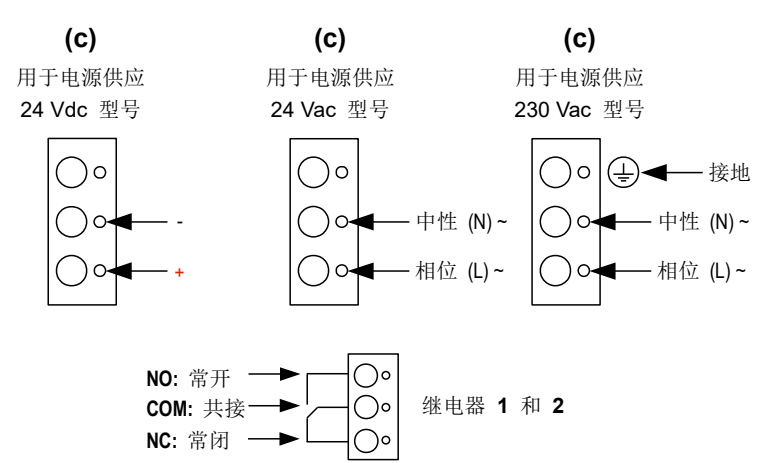 (c)
用于电源供应
24 Vdc 型号
-
+
(c)
用于电源供应
24 Vac 型号
中性 (N) ~
相位 (L) ~
(c)
用于电源供应
230 Vac 型号
接地
中性 (N) ~
相位 (L) ~
NO: 常开
COM: 共接
NC: 常闭
继电器 1 和 2